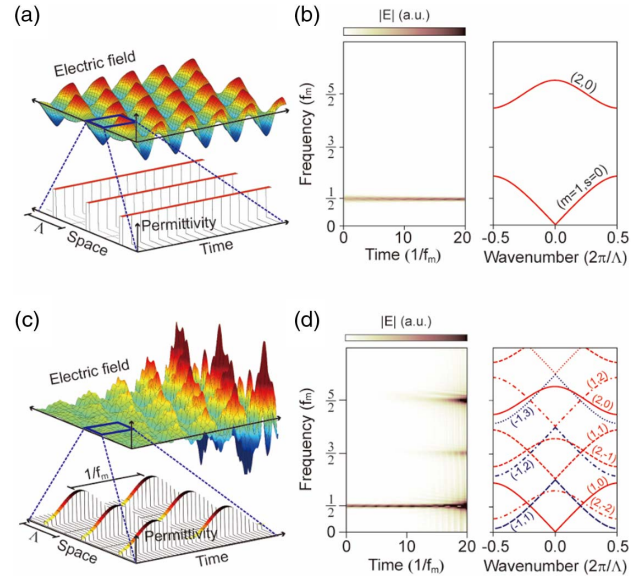 (a)
Electric field
Permittivity
Λ
Space
Time
(b)
|E| (a.u.)
Frequency (fm)
5/2
3/2
1/2
0
10
20
Time (1/fm)
(2,0)
(m=1,s=0)
-0.5
0.0
0.5
Wavenumber (2π/Λ)
(c)
Electric field
1/fm
Permittivity
Λ
Space
Time
(d)
|E| (a.u.)
Frequency (fm)
5/2
3/2
1/2
0
10
20
Time (1/fm)
(1,2)
(2,0)
(-1,3)
(1,1)
(2,-1)
(-1,2)
(1,0)
(2,-2)
(-1,1)
-0.5
0.0
0.5
Wavenumber (2π/Λ)